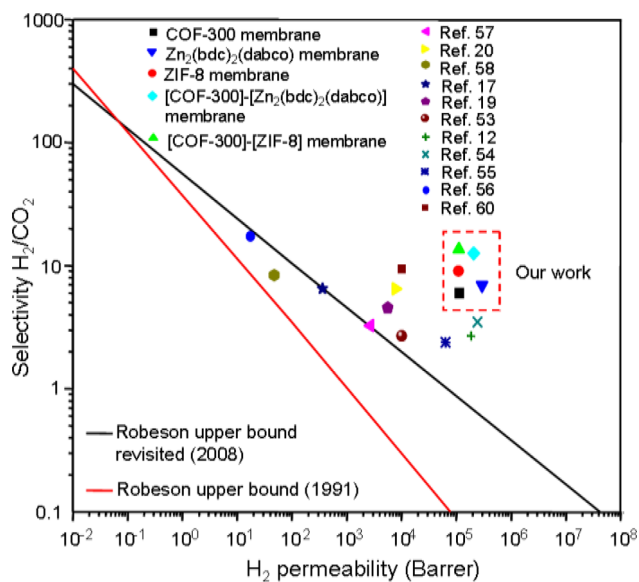 1000
100
10
1
0.1
Selectivity H₂/CO₂
COF-300 membrane
Zn₂(bdc)₂(dabco) membrane
ZIF-8 membrane
[COF-300]-[Zn₂(bdc)₂(dabco)]
membrane
[COF-300]-[ZIF-8] membrane
Ref. 57
Ref. 20
Ref. 58
Ref. 17
Ref. 19
Ref. 53
Ref. 12
Ref. 54
Ref. 55
Ref. 56
Ref. 60
Our work
Robeson upper bound
revisited (2008)
Robeson upper bound (1991)
10⁻² 10⁻¹ 10⁰ 10¹ 10² 10³ 10⁴ 10⁵ 10⁶ 10⁷ 10⁸
H₂ permeability (Barrer)